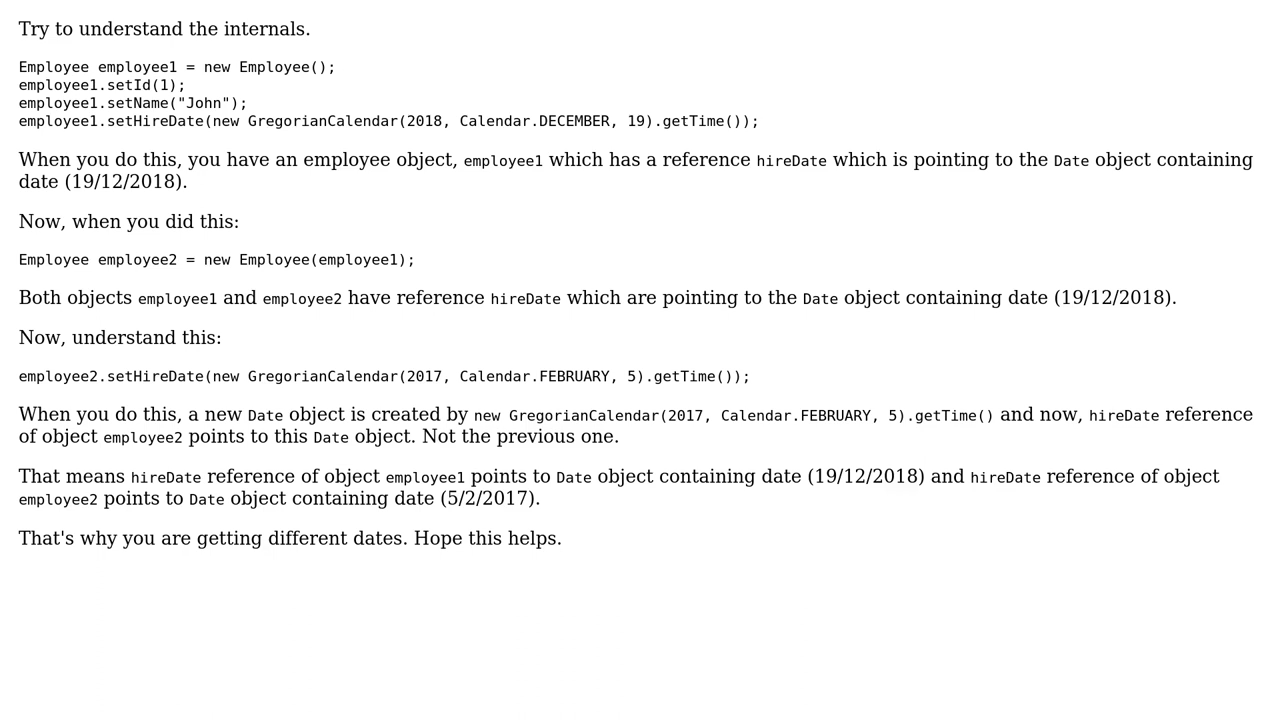 Try to understand the internals.
Employee employee1 = new Employee();
employee1.setId(1);
employee1.setName("John");
employee1.setHireDate(new GregorianCalendar(2018, Calendar.DECEMBER, 19).getTime());
When you do this, you have an employee object, employee1 which has a reference hireDate which is pointing to the Date object containing
date (19/12/2018).
Now, when you did this:
Employee employee2 = new Employee(employee1);
Both objects employee1 and employee2 have reference hireDate which are pointing to the Date object containing date (19/12/2018).
Now, understand this:
employee2.setHireDate(new GregorianCalendar(2017, Calendar.FEBRUARY, 5).getTime());
When you do this, a new Date object is created by new GregorianCalendar(2017, Calendar.FEBRUARY, 5).getTime() and now, hireDate reference
of object employee2 points to this Date object. Not the previous one.
That means hireDate reference of object employee1 points to Date object containing date (19/12/2018) and hireDate reference of object
employee2 points to Date object containing date (5/2/2017).
That's why you are getting different dates. Hope this helps.